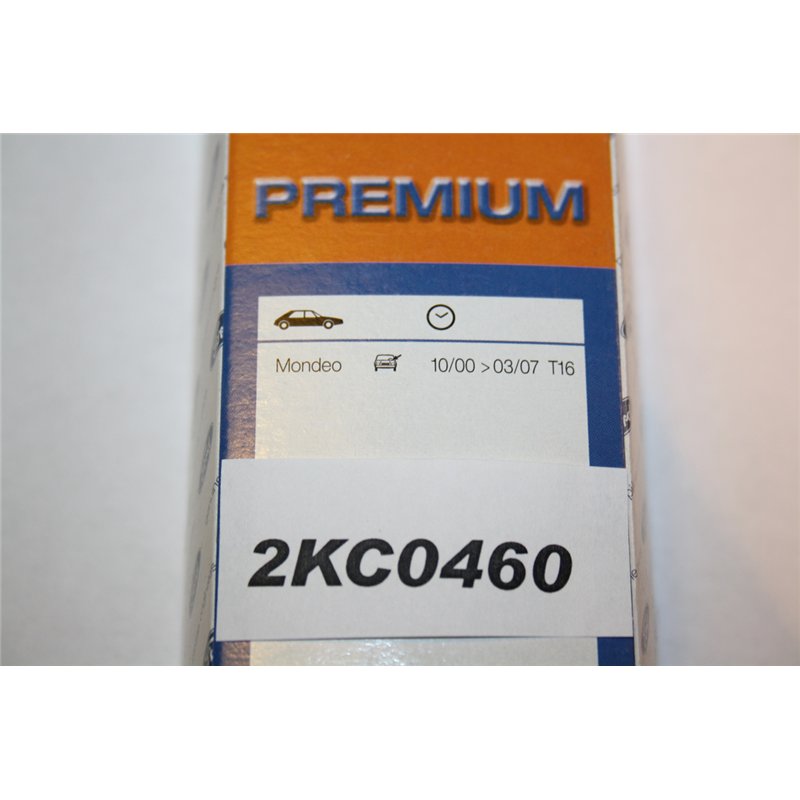 PREMIUM
Mondeo 10/00 > 03/07 T16
2KC0460